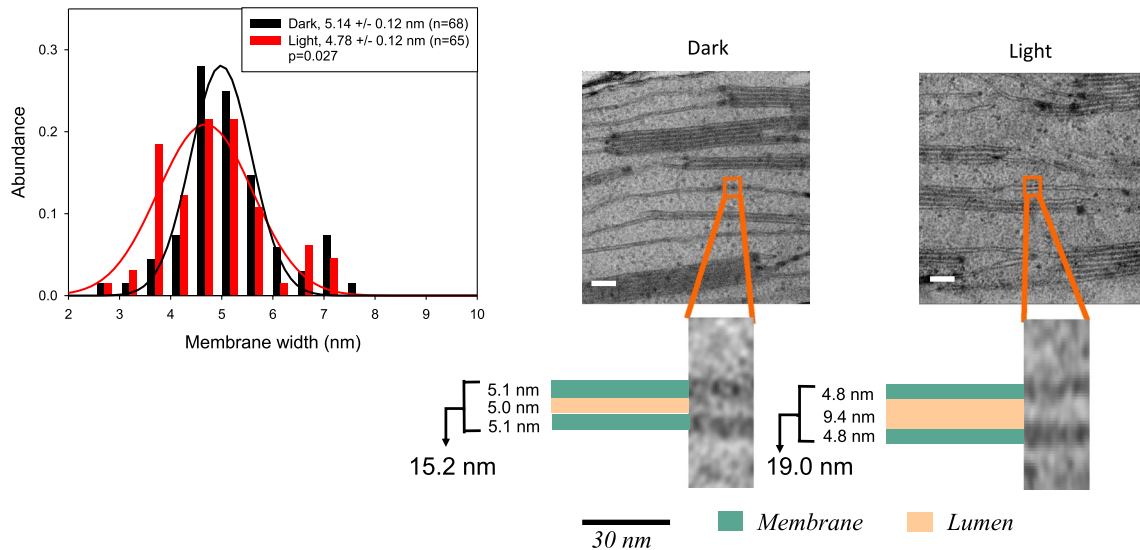 Dark, 5.14 +/- 0.12 nm (n=68)
Light, 4.78 +/- 0.12 nm (n=65)
p=0.027
Abundance
0.3
0.2
0.1
0.0
2 3 4 5 6 7 8 9 10
Membrane width (nm)
Dark
Light
5.1 nm
5.0 nm
5.1 nm
15.2 nm
4.8 nm
9.4 nm
4.8 nm
19.0 nm
30 nm
Membrane
Lumen